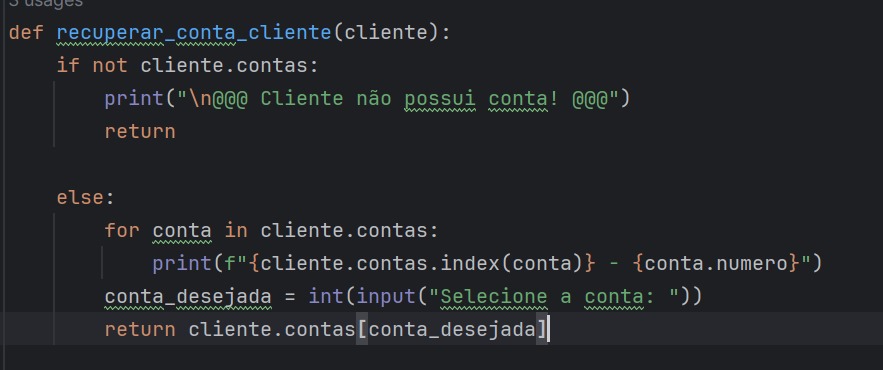 3 usages
def recuperar_conta_cliente(cliente):
    if not cliente.contas:
        print("\n@@@ Cliente não possui conta! @@@")
        return

    else:
        for conta in cliente.contas:
            print(f"{cliente.contas.index(conta)} - {conta.numero}")
        conta_desejada = int(input("Selecione a conta: "))
        return cliente.contas[conta_desejada]